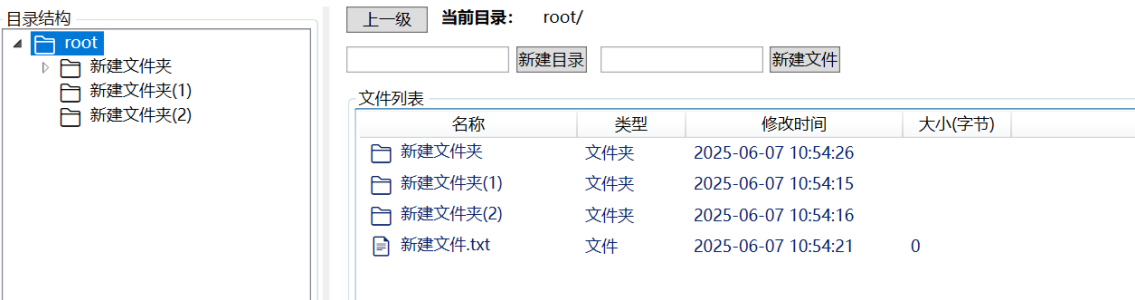 目录结构
root
新建文件夹
新建文件夹(1)
新建文件夹(2)
上一级 当前目录： root/
新建目录 新建文件
文件列表
名称 类型 修改时间 大小(字节)
新建文件夹 文件夹 2025-06-07 10:54:26
新建文件夹(1) 文件夹 2025-06-07 10:54:15
新建文件夹(2) 文件夹 2025-06-07 10:54:16
新建文件.txt 文件 2025-06-07 10:54:21 0